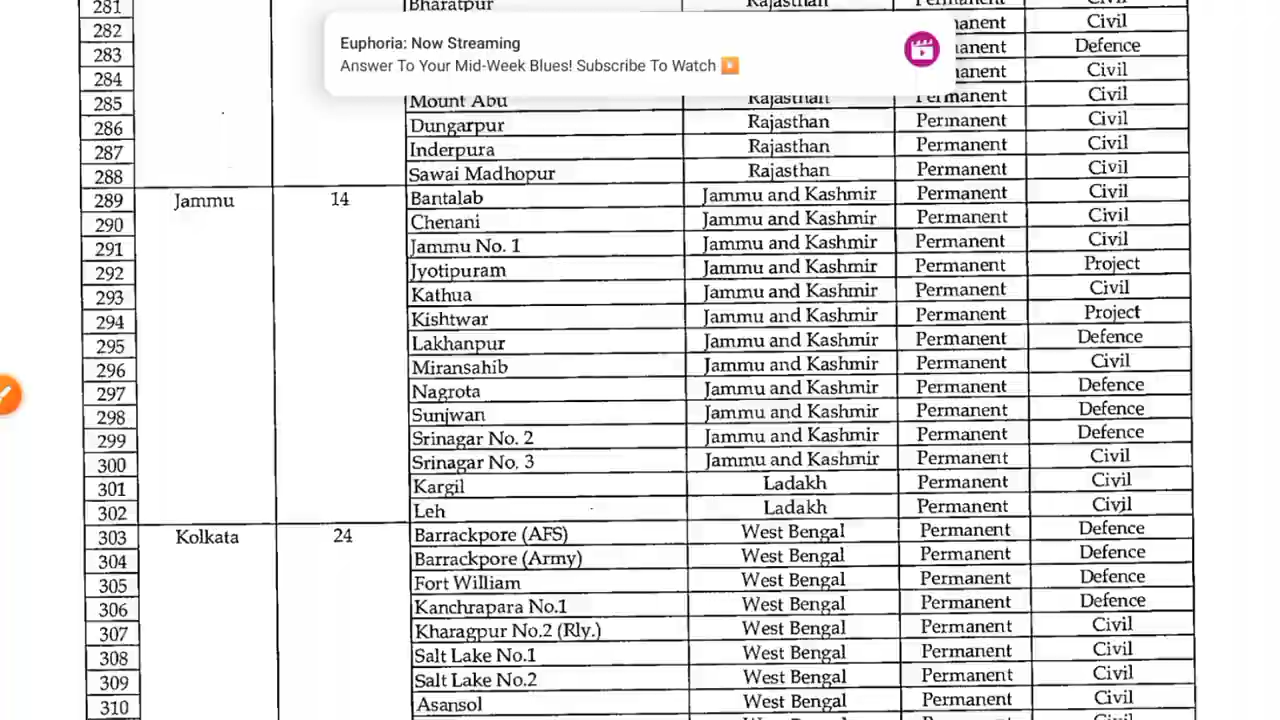 281 Bharatpur Rajasthan Permanent Civil
282 manent Civil
283 manent Defence
284 manent Civil
Euphoria: Now Streaming
Answer To Your Mid-Week Blues! Subscribe To Watch
285 Mount Abu Rajasthan Permanent Civil
286 Dungarpur Rajasthan Permanent Civil
287 Inderpura Rajasthan Permanent Civil
288 Sawai Madhopur Rajasthan Permanent Civil
289 Jammu 14 Bantalab Jammu and Kashmir Permanent Civil
290 Chenani Jammu and Kashmir Permanent Civil
291 Jammu No. 1 Jammu and Kashmir Permanent Civil
292 Jyotipuram Jammu and Kashmir Permanent Project
293 Kathua Jammu and Kashmir Permanent Civil
294 Kishtwar Jammu and Kashmir Permanent Project
295 Lakhanpur Jammu and Kashmir Permanent Defence
296 Miransahib Jammu and Kashmir Permanent Civil
297 Nagrota Jammu and Kashmir Permanent Defence
298 Sunjwan Jammu and Kashmir Permanent Defence
299 Srinagar No. 2 Jammu and Kashmir Permanent Defence
300 Srinagar No. 3 Jammu and Kashmir Permanent Civil
301 Kargil Ladakh Permanent Civil
302 Leh Ladakh Permanent Civil
303 Kolkata 24 Barrackpore (AFS) West Bengal Permanent Defence
304 Barrackpore (Army) West Bengal Permanent Defence
305 Fort William West Bengal Permanent Defence
306 Kanchrapara No.1 West Bengal Permanent Defence
307 Kharagpur No.2 (Rly.) West Bengal Permanent Civil
308 Salt Lake No.1 West Bengal Permanent Civil
309 Salt Lake No.2 West Bengal Permanent Civil
310 Asansol West Bengal Permanent Civil